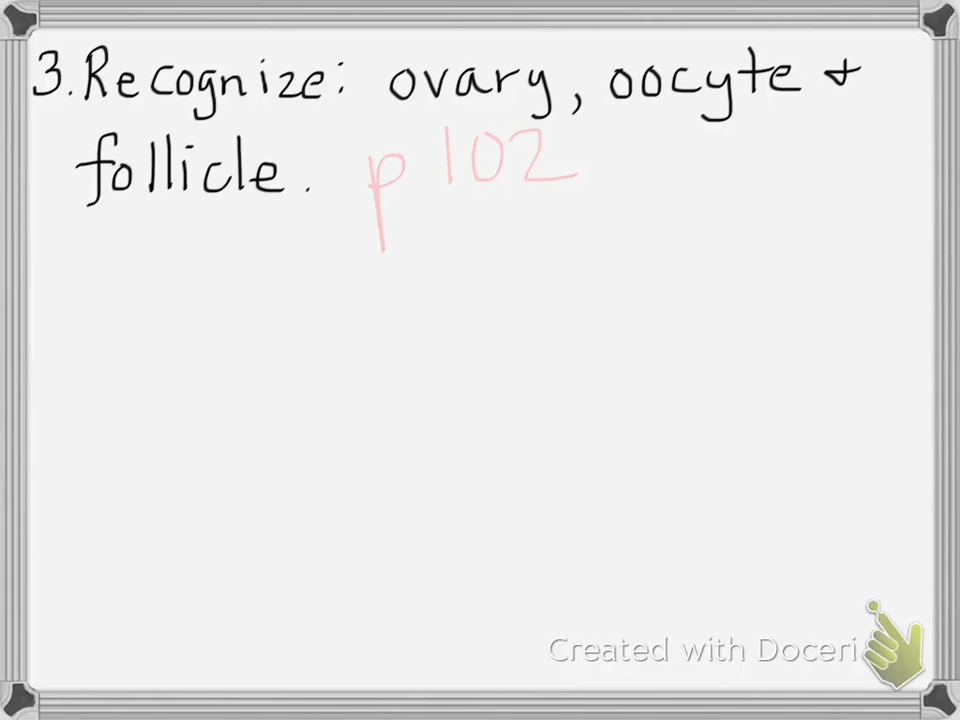 3. Recognize: ovary, oocyte +
follicle. p.102
Created with Doceri